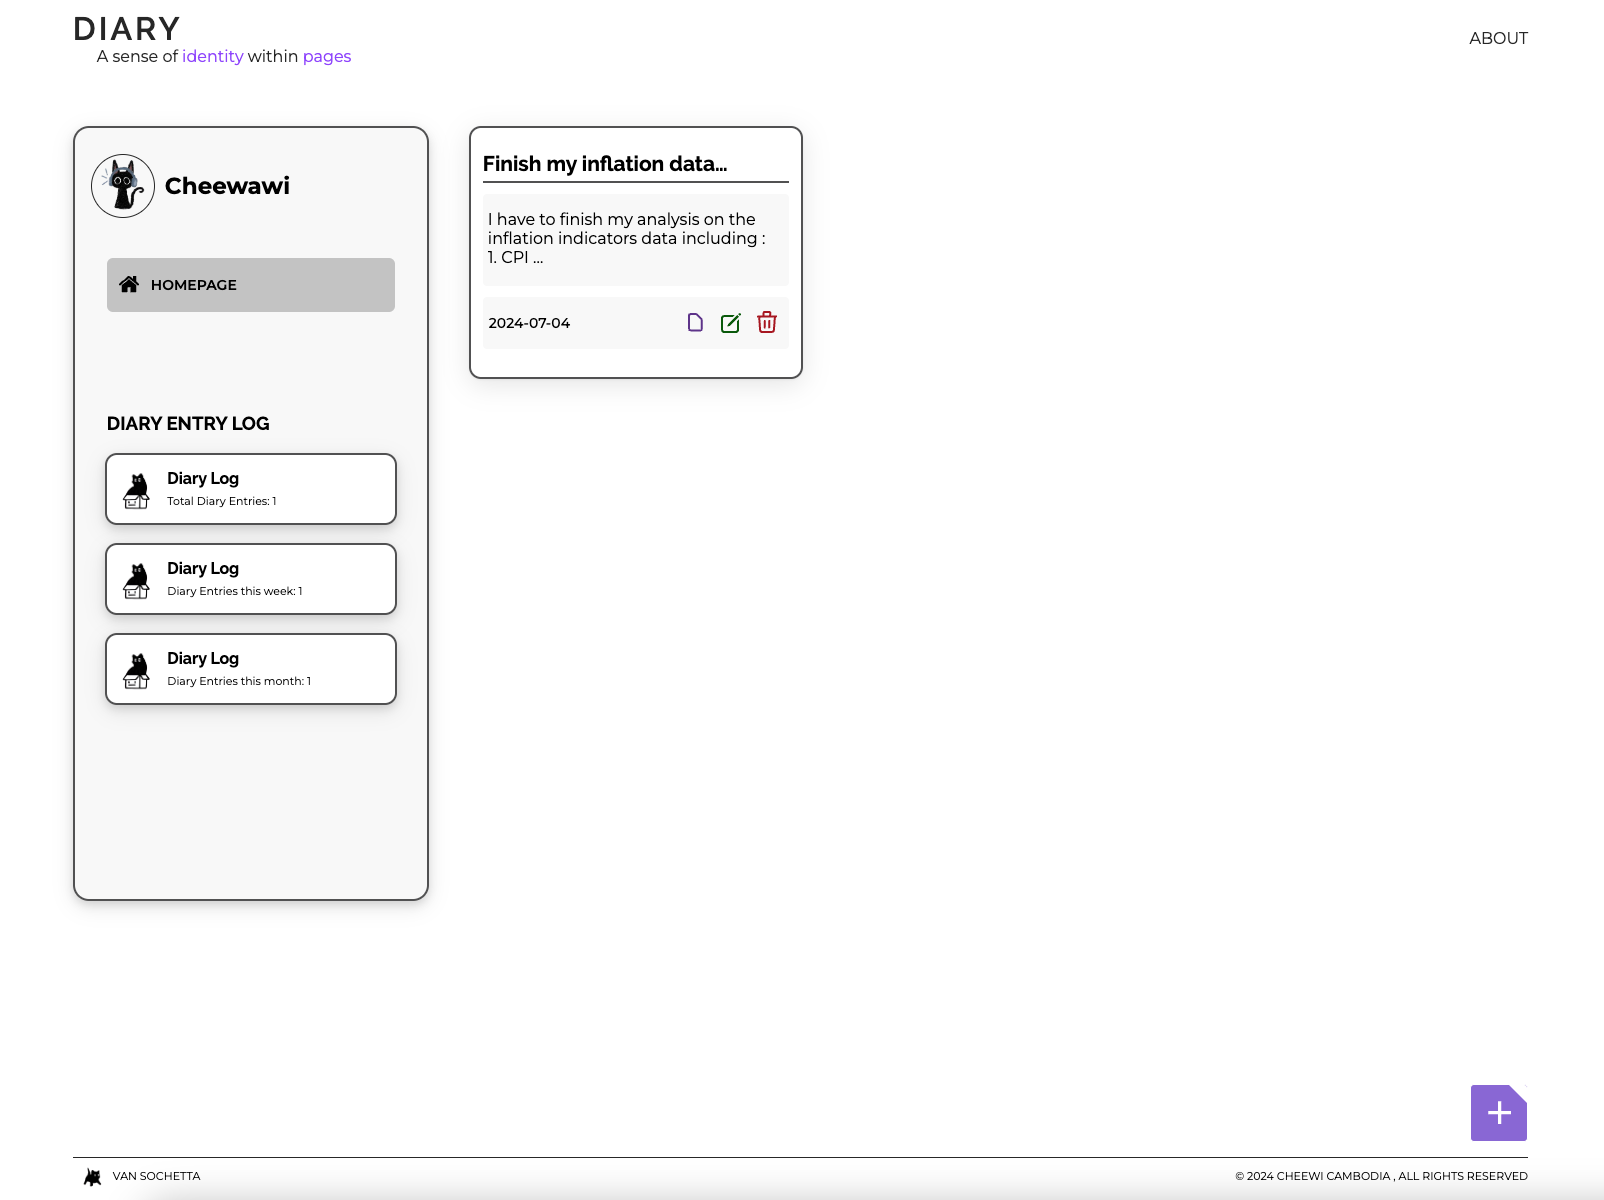 DIARY
A sense of identity within pages
ABOUT
Cheewawi
HOMEPAGE
DIARY ENTRY LOG
Diary Log
Total Diary Entries: 1
Diary Log
Diary Entries this week: 1
Diary Log
Diary Entries this month: 1
Finish my inflation data...
I have to finish my analysis on the
inflation indicators data including :
1. CPI ...
2024-07-04
VAN SOCHETTA
© 2024 CHEEWI CAMBODIA , ALL RIGHTS RESERVED